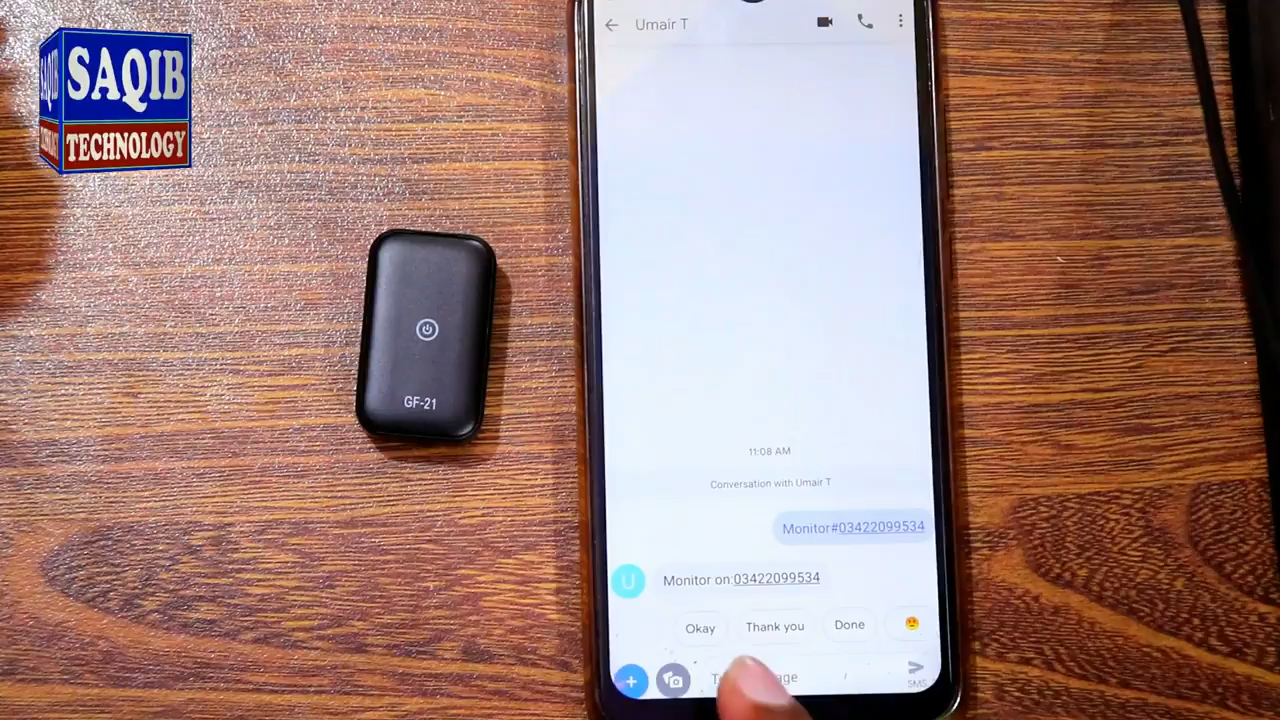 SAQIB
TECHNOLOGY
Umair T
GF-21
11:08 AM
Conversation with Umair T
Monitor#03422099534
U
Monitor on:03422099534
Okay
Thank you
Done
SMS